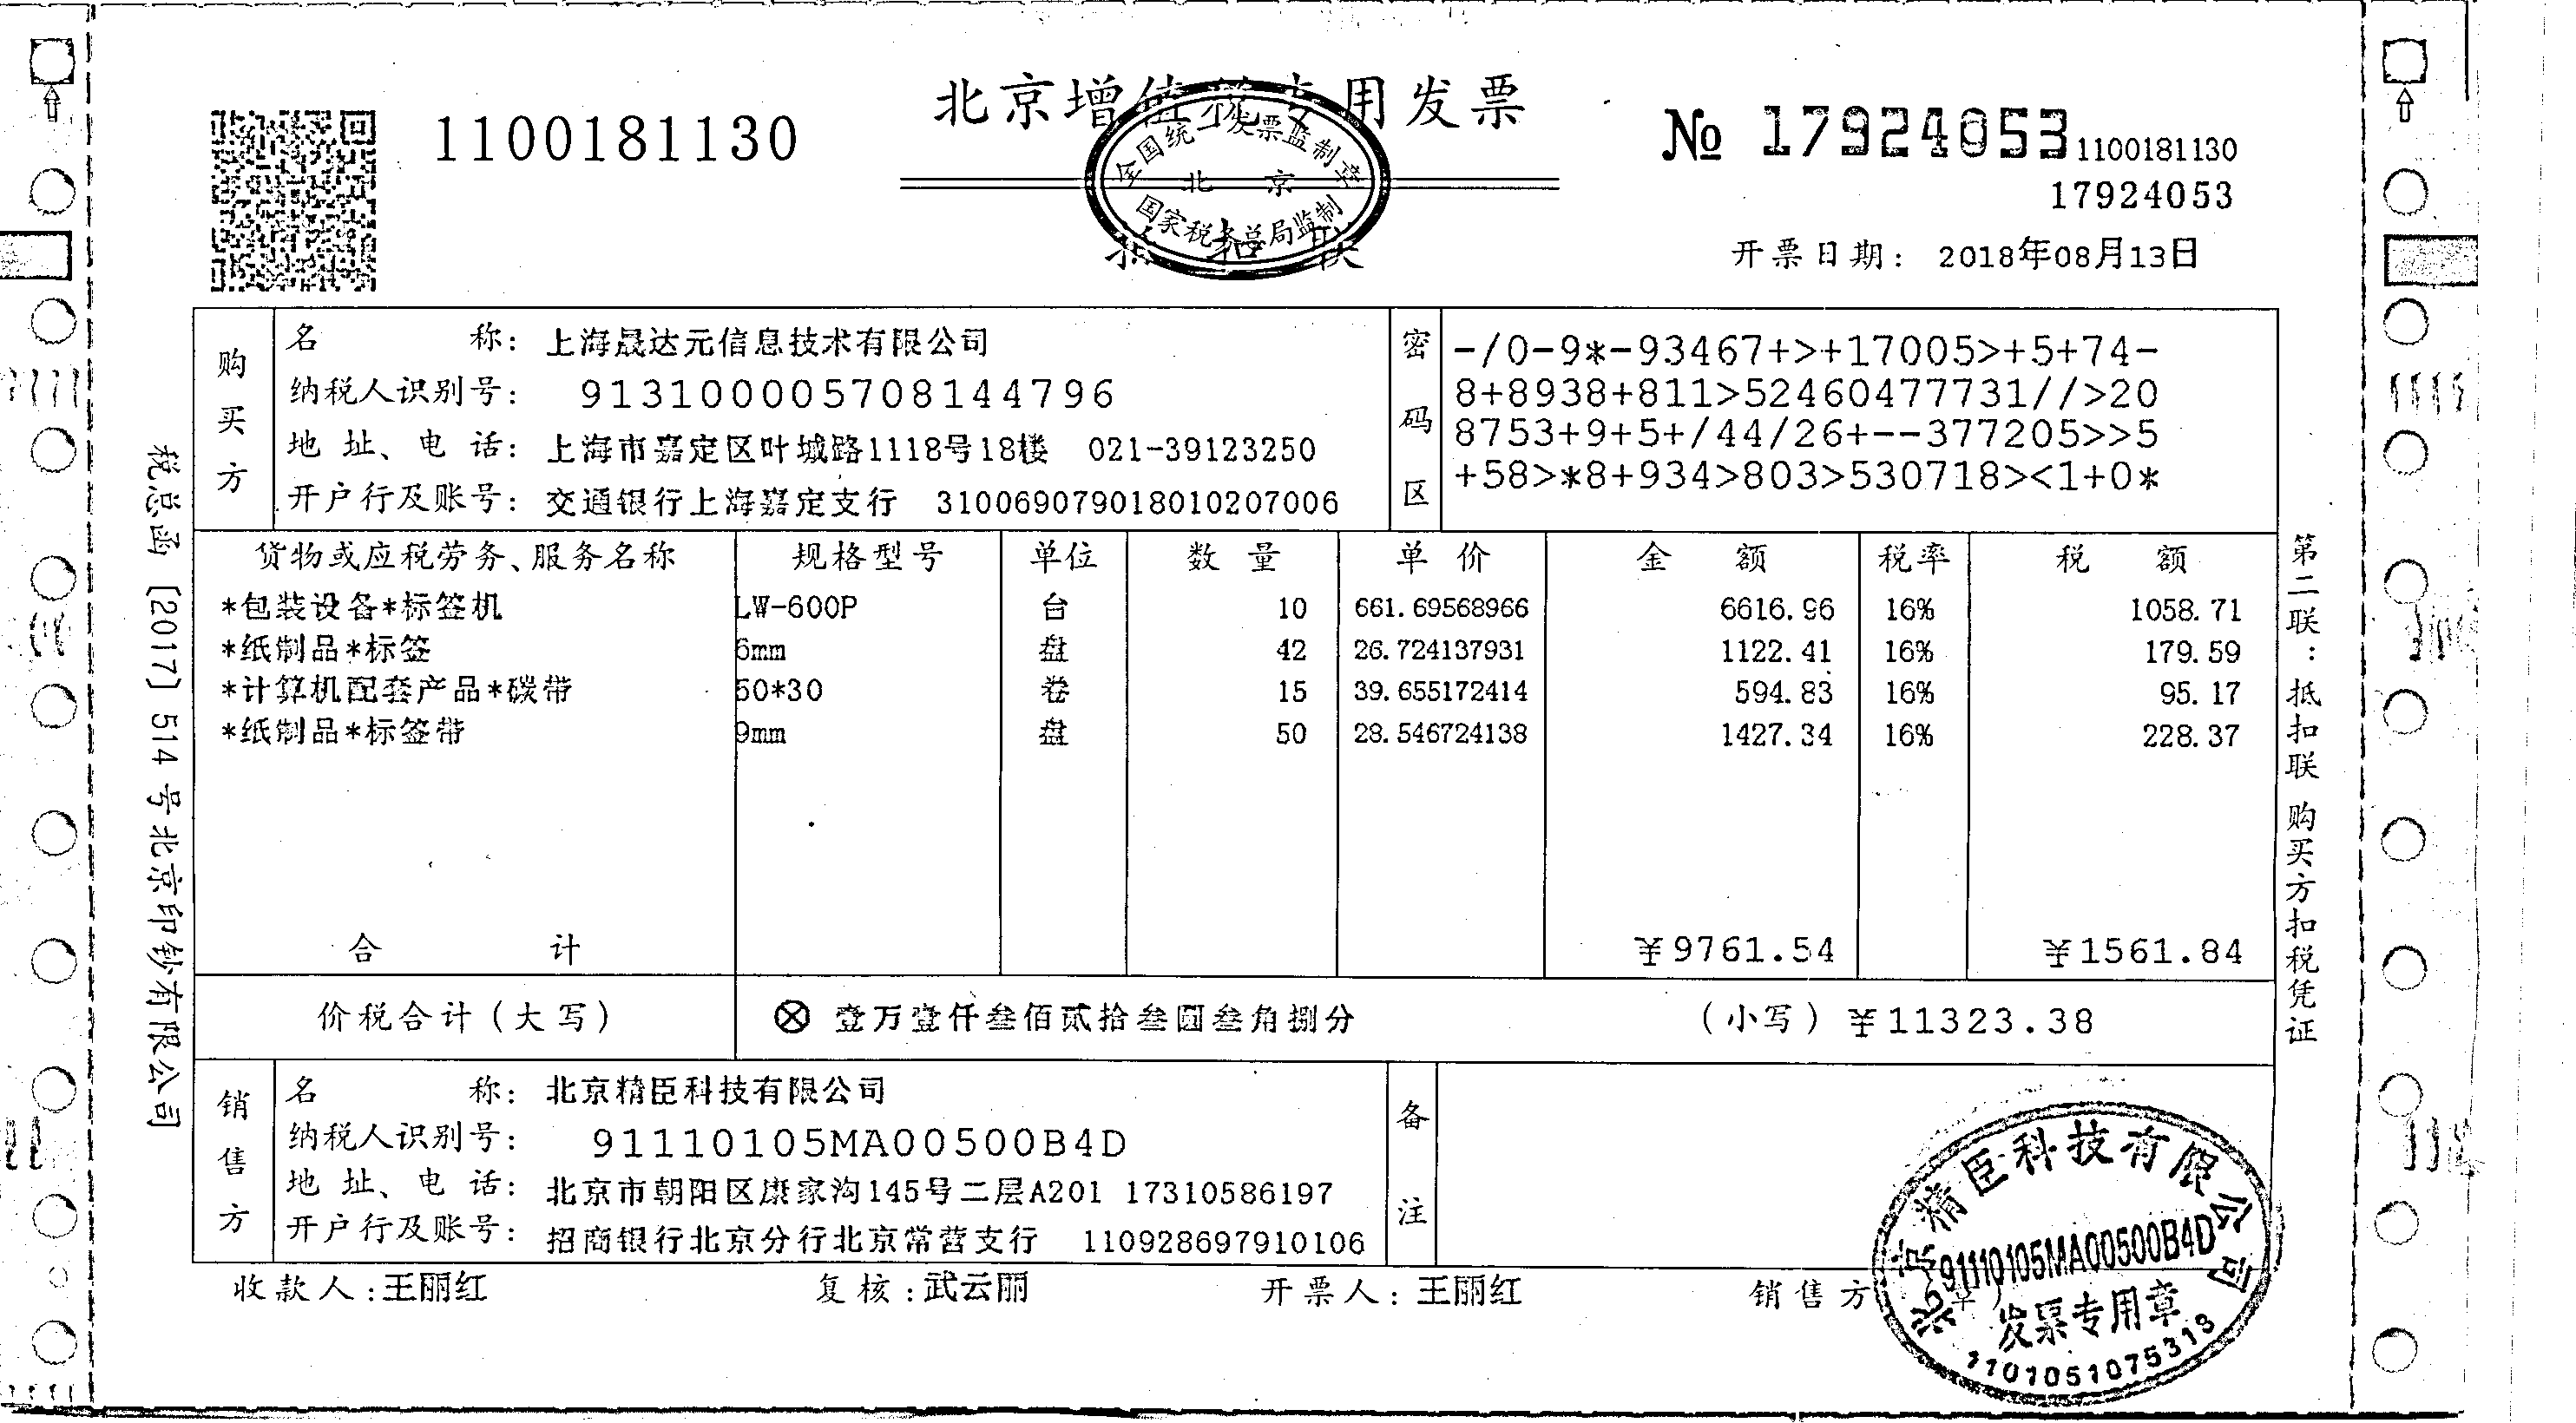 北京增值税专用发票
1100181130
№ 17924053
1100181130
17924053
全国统一发票监制章
北京
国家税务总局监制
抵扣联
开票日期: 2018年08月13日
购买方
名称: 上海晟达元信息技术有限公司
纳税人识别号: 913100005708144796
地址、电话: 上海市嘉定区叶城路1118号18楼 021-39123250
开户行及账号: 交通银行上海嘉定支行 310069079018010207006
密码区
-/0-9*-93467+>+17005>+5+74-
8+8938+811>52460477731//>20
8753+9+5+/44/26+--377205>>5
+58>*8+934>803>530718><1+0*
货物或应税劳务、服务名称 规格型号 单位 数量 单价 金额 税率 税额
*包装设备*标签机 LW-600P 台 10 661.69568966 6616.96 16% 1058.71
*纸制品*标签 6mm 盘 42 26.724137931 1122.41 16% 179.59
*计算机配套产品*碳带 50*30 卷 15 39.655172414 594.83 16% 95.17
*纸制品*标签带 9mm 盘 50 28.546724138 1427.34 16% 228.37
合计 ¥9761.54 ¥1561.84
价税合计(大写) ⊗ 壹万壹仟叁佰贰拾叁圆叁角捌分 (小写) ¥11323.38
销售方
名称: 北京精臣科技有限公司
纳税人识别号: 91110105MA00500B4D
地址、电话: 北京市朝阳区康家沟145号二层A201 17310586197
开户行及账号: 招商银行北京分行北京常营支行 110928697910106
备注
收款人:王丽红 复核:武云丽 开票人:王丽红 销售方
北京精臣科技有限公司
91110105MA00500B4D
发票专用章
1101051075313
税总函〔2017〕514号北京印钞有限公司
第二联:抵扣联 购买方扣税凭证